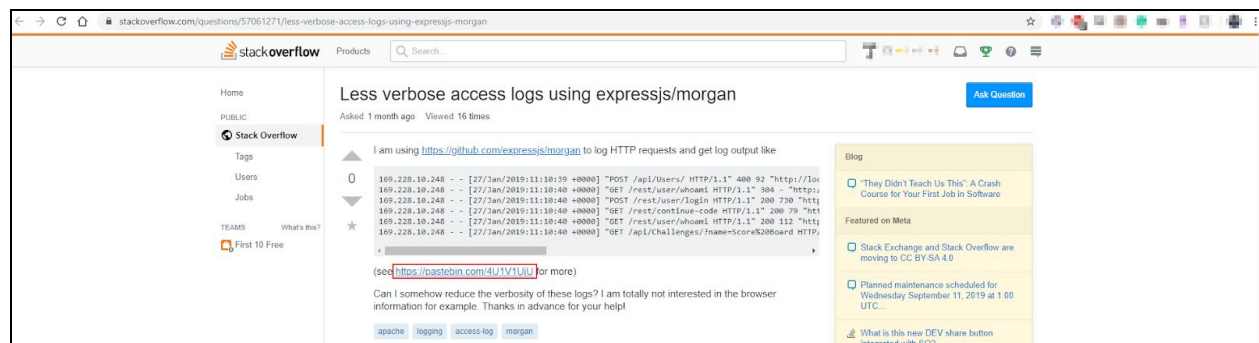 stackoverflow.com/questions/57061271/less-verbose-access-logs-using-expressjs-morgan
stackoverflow Products Search...
Home
PUBLIC
Stack Overflow
Tags
Users
Jobs
TEAMS What's this?
First 10 Free
Less verbose access logs using expressjs/morgan
Ask Question
Asked 1 month ago Viewed 16 times
0
I am using https://github.com/expressjs/morgan to log HTTP requests and get log output like
169.228.10.248 - - [27/Jan/2019:11:10:39 +0000] "POST /api/Users/ HTTP/1.1" 400 92 "http://loc
169.228.10.248 - - [27/Jan/2019:11:10:40 +0000] "GET /rest/user/whoami HTTP/1.1" 304 - "http:/
169.228.10.248 - - [27/Jan/2019:11:10:40 +0000] "POST /rest/user/login HTTP/1.1" 200 730 "http
169.228.10.248 - - [27/Jan/2019:11:10:40 +0000] "GET /rest/continue-code HTTP/1.1" 200 79 "htt
169.228.10.248 - - [27/Jan/2019:11:10:40 +0000] "GET /rest/user/whoami HTTP/1.1" 200 112 "http
169.228.10.248 - - [27/Jan/2019:11:10:40 +0000] "GET /api/Challenges/?name=Score%20Board HTTP/
(see https://pastebin.com/4U1V1UjU for more)
Can I somehow reduce the verbosity of these logs? I am totally not interested in the browser
information for example. Thanks in advance for your help!
apache logging access-log morgan
Blog
"They Didn't Teach Us This": A Crash
Course for Your First Job in Software
Featured on Meta
Stack Exchange and Stack Overflow are
moving to CC BY-SA 4.0
Planned maintenance scheduled for
Wednesday September 11, 2019 at 1:00
UTC...
What is this new DEV share button